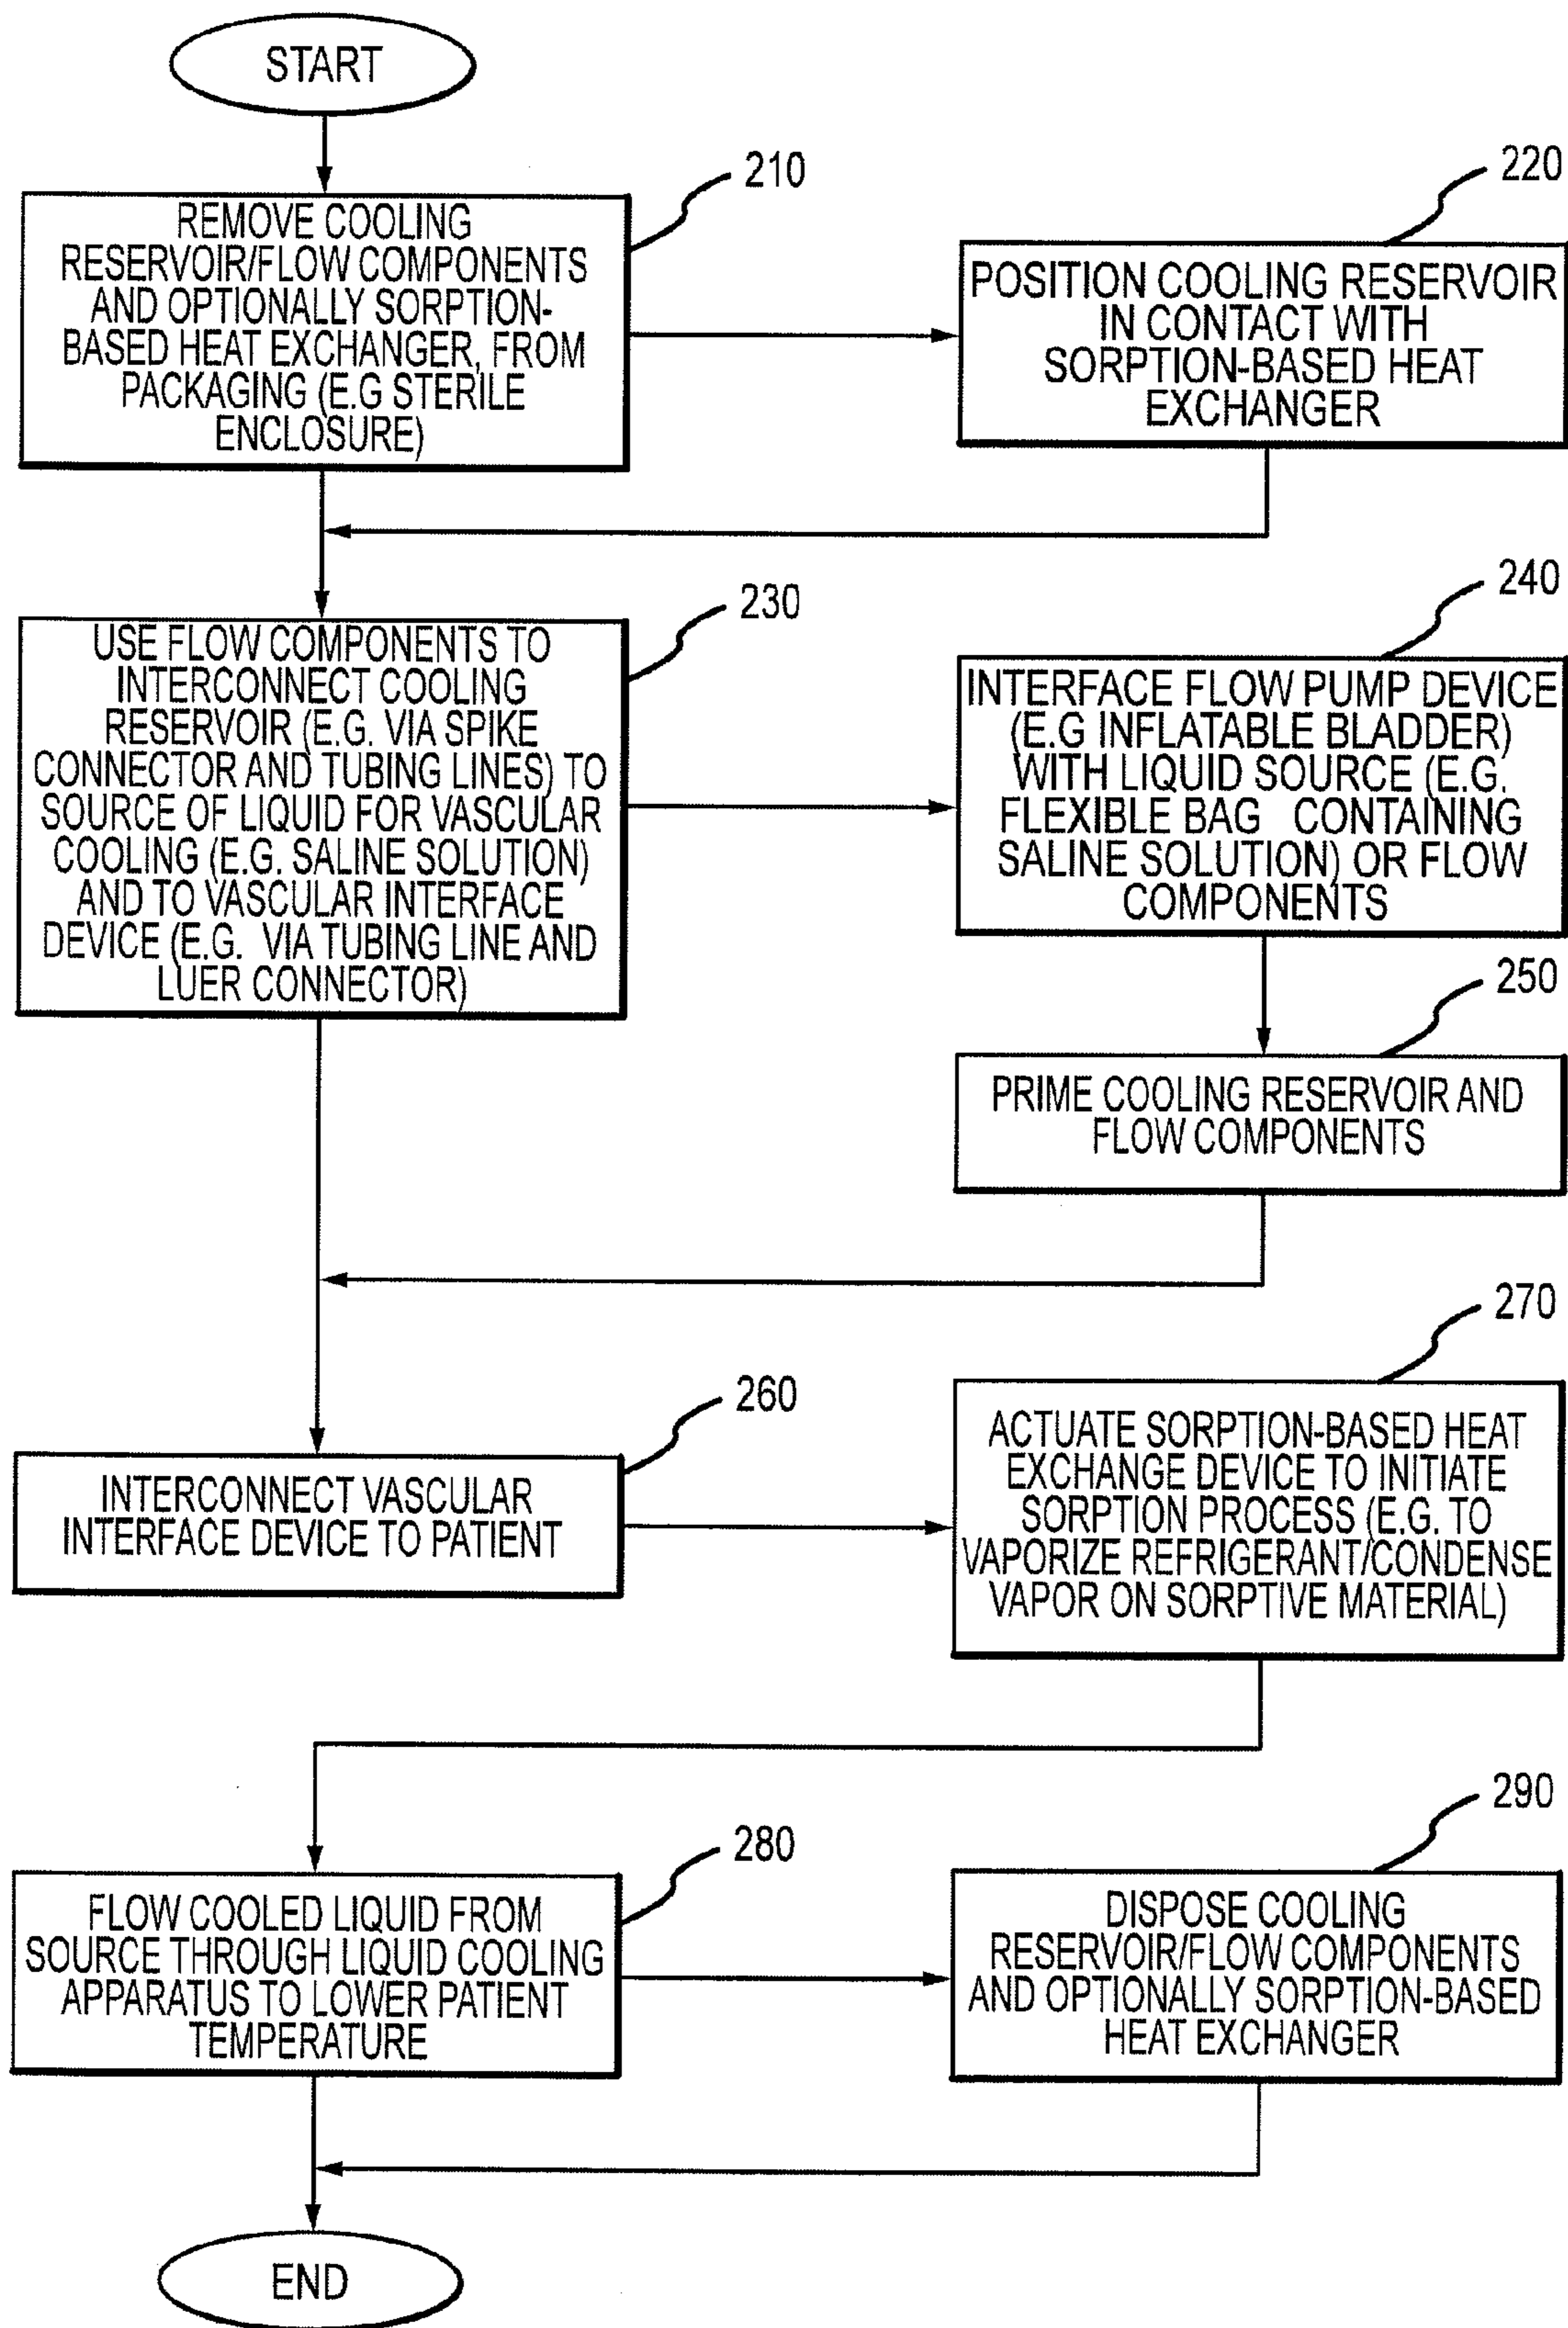 START
210
REMOVE COOLING
RESERVOIR/FLOW COMPONENTS
AND OPTIONALLY SORPTION-
BASED HEAT EXCHANGER, FROM
PACKAGING (E.G STERILE
ENCLOSURE)
220
POSITION COOLING RESERVOIR
IN CONTACT WITH
SORPTION-BASED HEAT
EXCHANGER
230
USE FLOW COMPONENTS TO
INTERCONNECT COOLING
RESERVOIR (E.G. VIA SPIKE
CONNECTOR AND TUBING LINES) TO
SOURCE OF LIQUID FOR VASCULAR
COOLING (E.G. SALINE SOLUTION)
AND TO VASCULAR INTERFACE
DEVICE (E.G. VIA TUBING LINE AND
LUER CONNECTOR)
240
INTERFACE FLOW PUMP DEVICE
(E.G INFLATABLE BLADDER)
WITH LIQUID SOURCE (E.G.
FLEXIBLE BAG CONTAINING
SALINE SOLUTION) OR FLOW
COMPONENTS
250
PRIME COOLING RESERVOIR AND
FLOW COMPONENTS
260
INTERCONNECT VASCULAR
INTERFACE DEVICE TO PATIENT
270
ACTUATE SORPTION-BASED HEAT
EXCHANGE DEVICE TO INITIATE
SORPTION PROCESS (E.G. TO
VAPORIZE REFRIGERANT/CONDENSE
VAPOR ON SORPTIVE MATERIAL)
280
FLOW COOLED LIQUID FROM
SOURCE THROUGH LIQUID COOLING
APPARATUS TO LOWER PATIENT
TEMPERATURE
290
DISPOSE COOLING
RESERVOIR/FLOW COMPONENTS
AND OPTIONALLY SORPTION-BASED
HEAT EXCHANGER
END